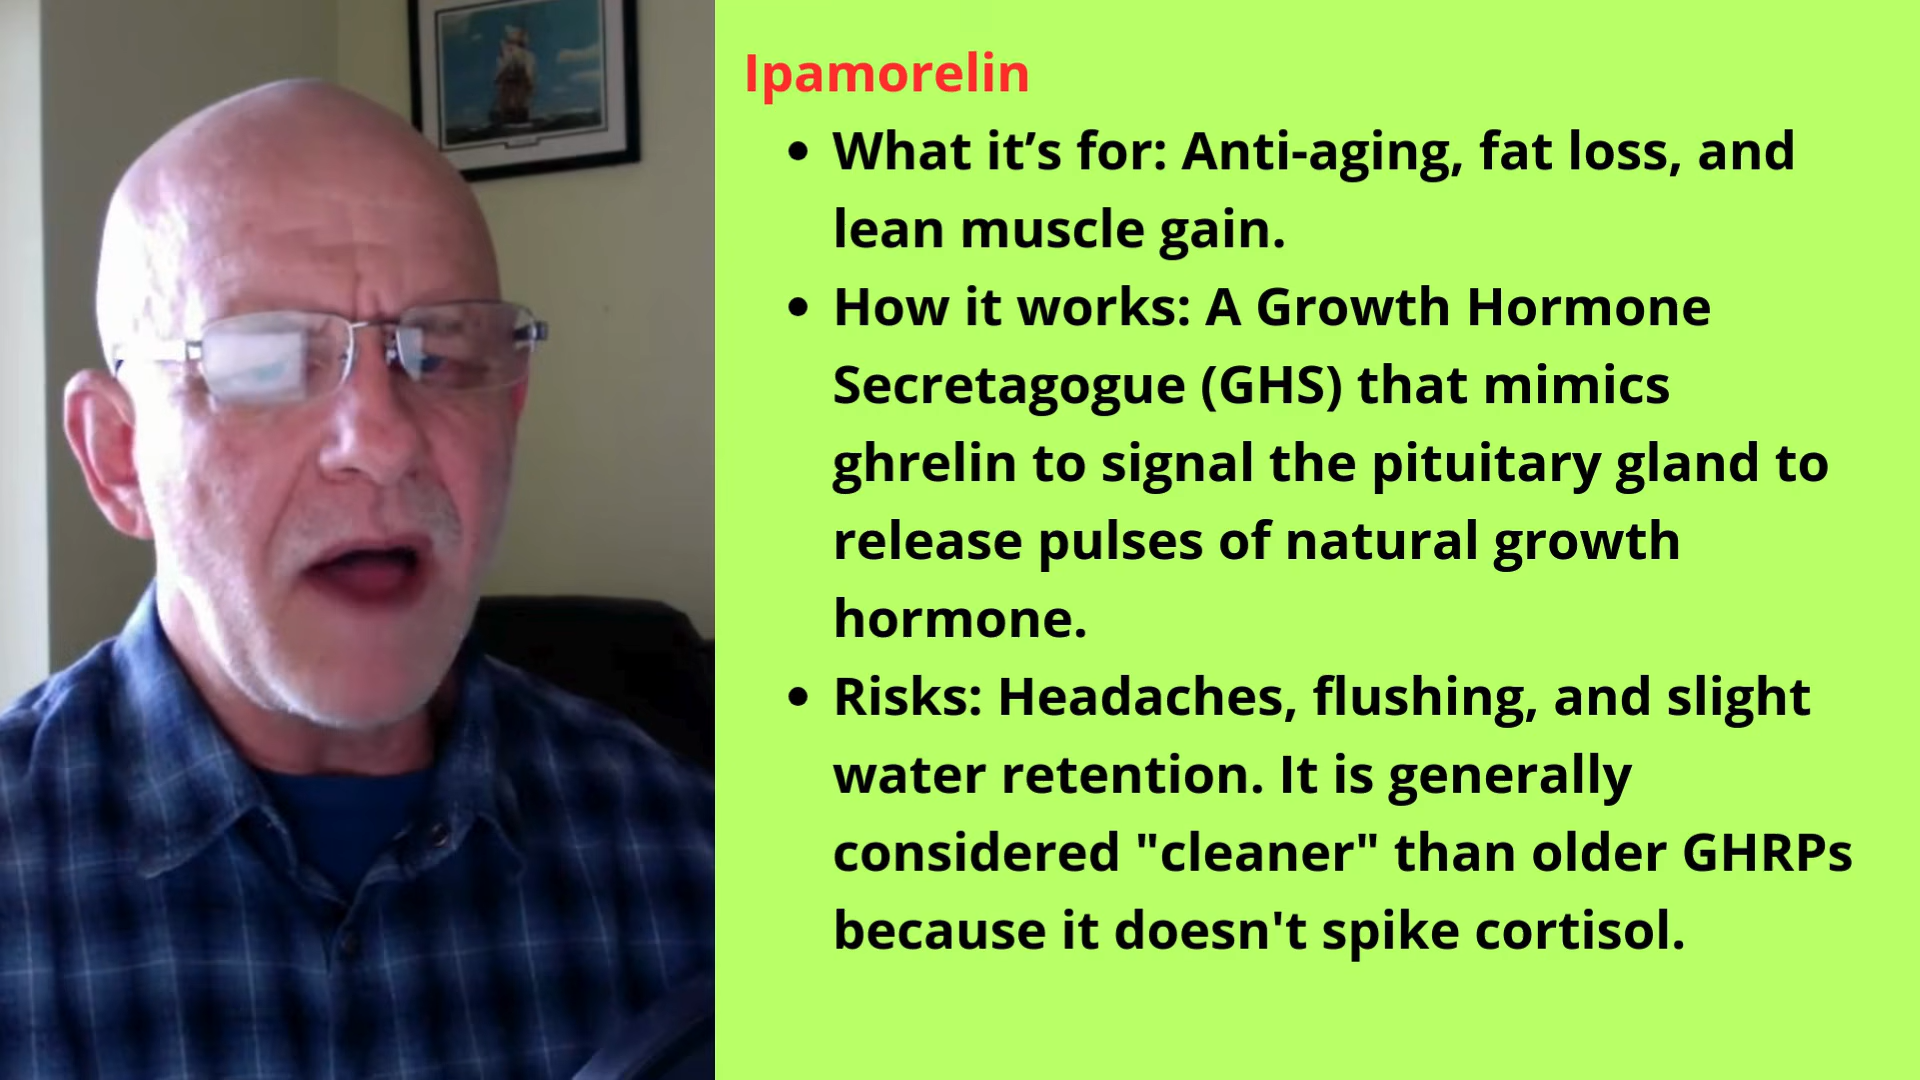 Ipamorelin
• What it’s for: Anti-aging, fat loss, and
lean muscle gain.
• How it works: A Growth Hormone
Secretagogue (GHS) that mimics
ghrelin to signal the pituitary gland to
release pulses of natural growth
hormone.
• Risks: Headaches, flushing, and slight
water retention. It is generally
considered "cleaner" than older GHRPs
because it doesn't spike cortisol.